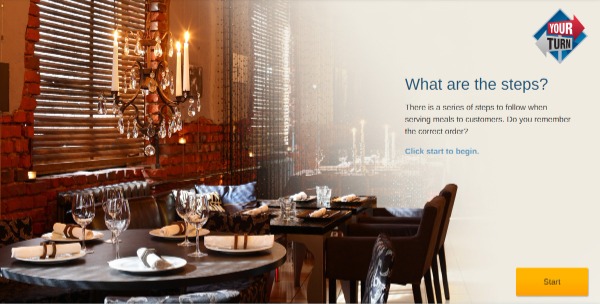 YOUR
TURN
What are the steps?
There is a series of steps to follow when
serving meals to customers. Do you remember
the correct order?
Click start to begin.
Start